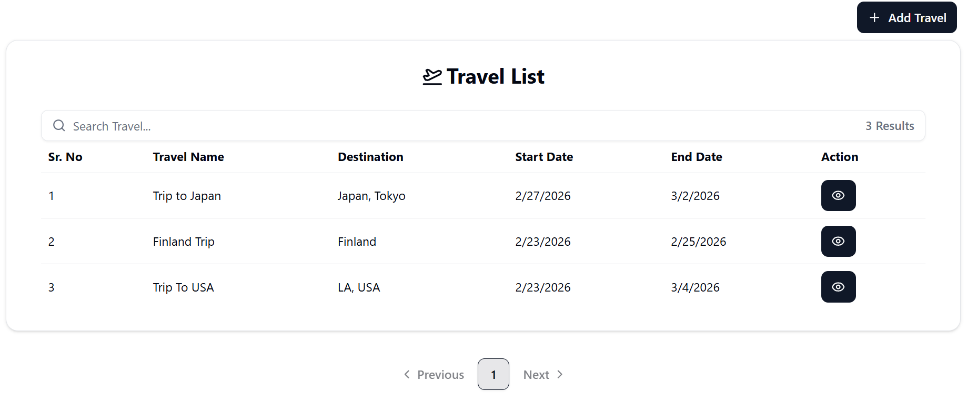 + Add Travel
Travel List
Search Travel... 3 Results
Sr. No Travel Name Destination Start Date End Date Action
1 Trip to Japan Japan, Tokyo 2/27/2026 3/2/2026
2 Finland Trip Finland 2/23/2026 2/25/2026
3 Trip To USA LA, USA 2/23/2026 3/4/2026
Previous 1 Next